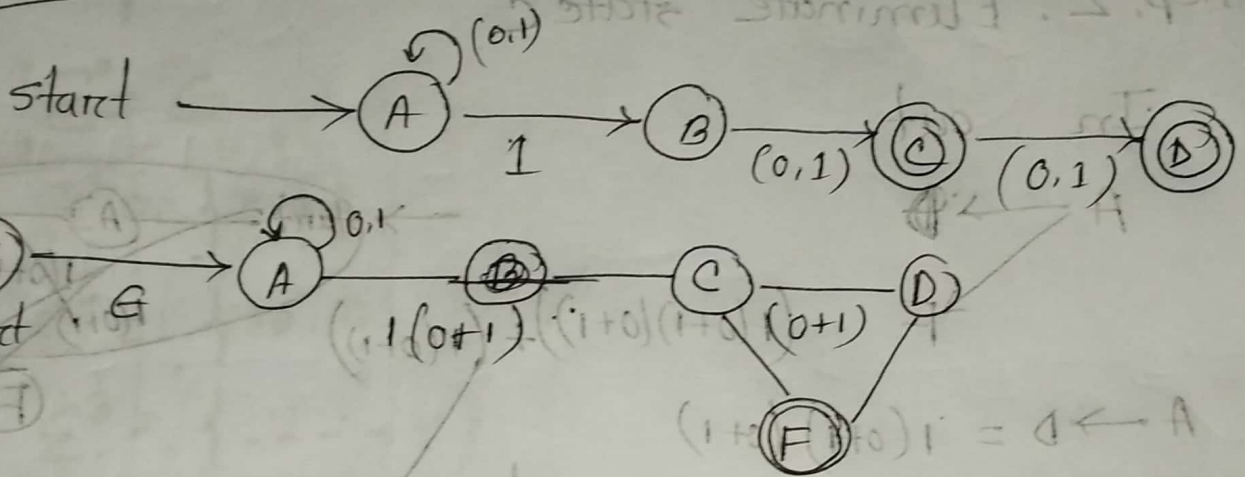 (0,1)
start A B C D
1 (0,1) (0,1)
0,1
A B C D
ϵ 1(0+1) (0+1)
F